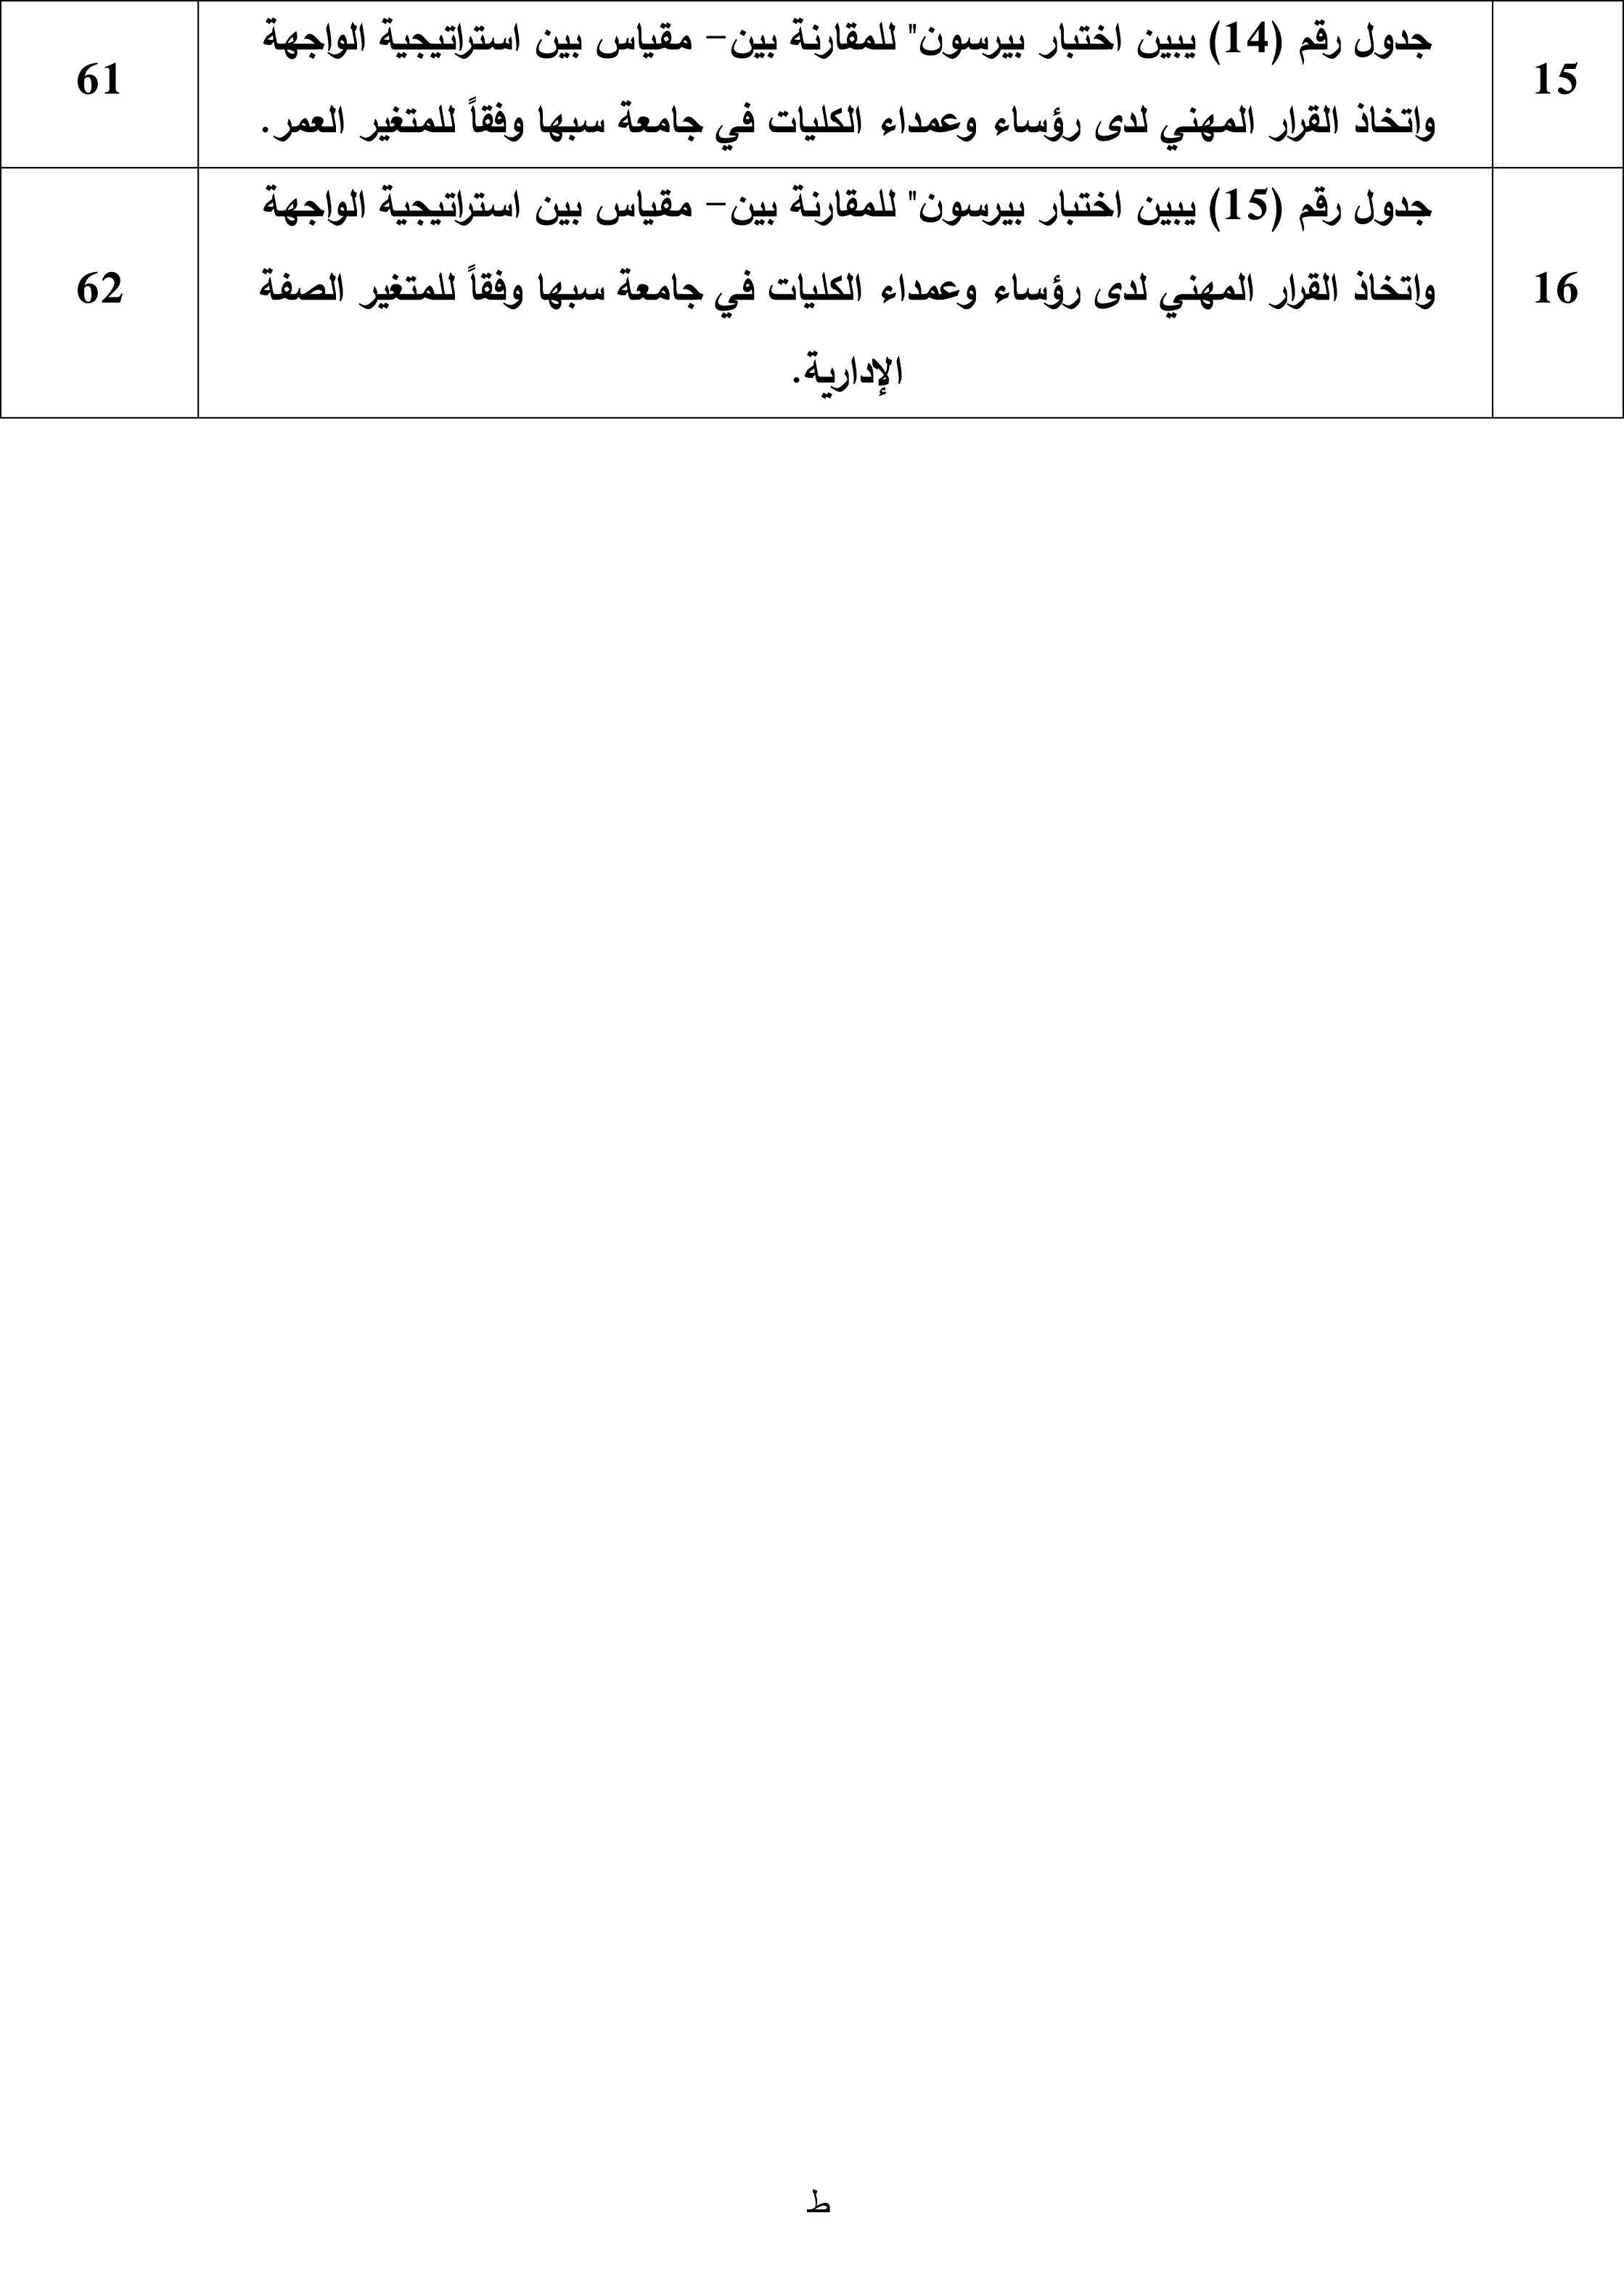 15
جدول رقم (14) يبين اختبار بيرسون" للمقارنة بين– مقياس بين استراتيجية الواجهة
واتخاذ القرار المهني لدى رؤساء وعمداء الكليات في جامعة سبها وفقاً للمتغير العمر.
61
16
جدول رقم (15) يبين اختبار بيرسون" للمقارنة بين– مقياس بين استراتيجية الواجهة
واتخاذ القرار المهني لدى رؤساء وعمداء الكليات في جامعة سبها وفقاً للمتغير الصفة
الإدارية.
62
ط